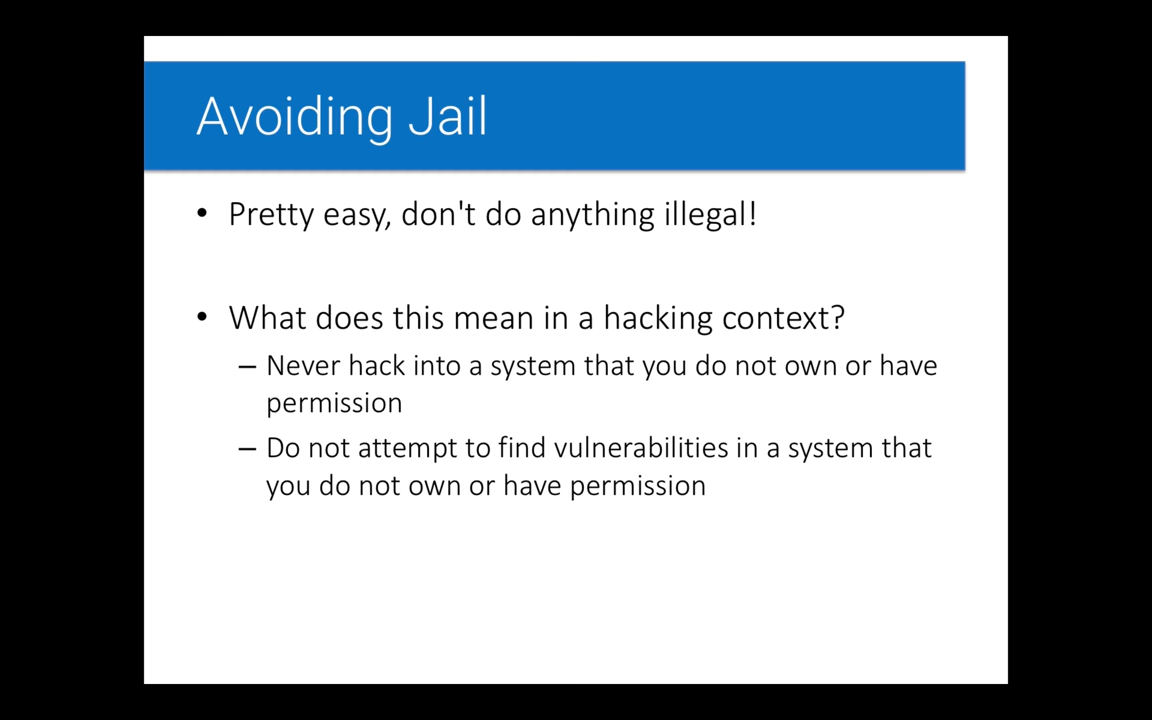 Avoiding Jail
• Pretty easy, don't do anything illegal!
• What does this mean in a hacking context?
– Never hack into a system that you do not own or have
permission
– Do not attempt to find vulnerabilities in a system that
you do not own or have permission